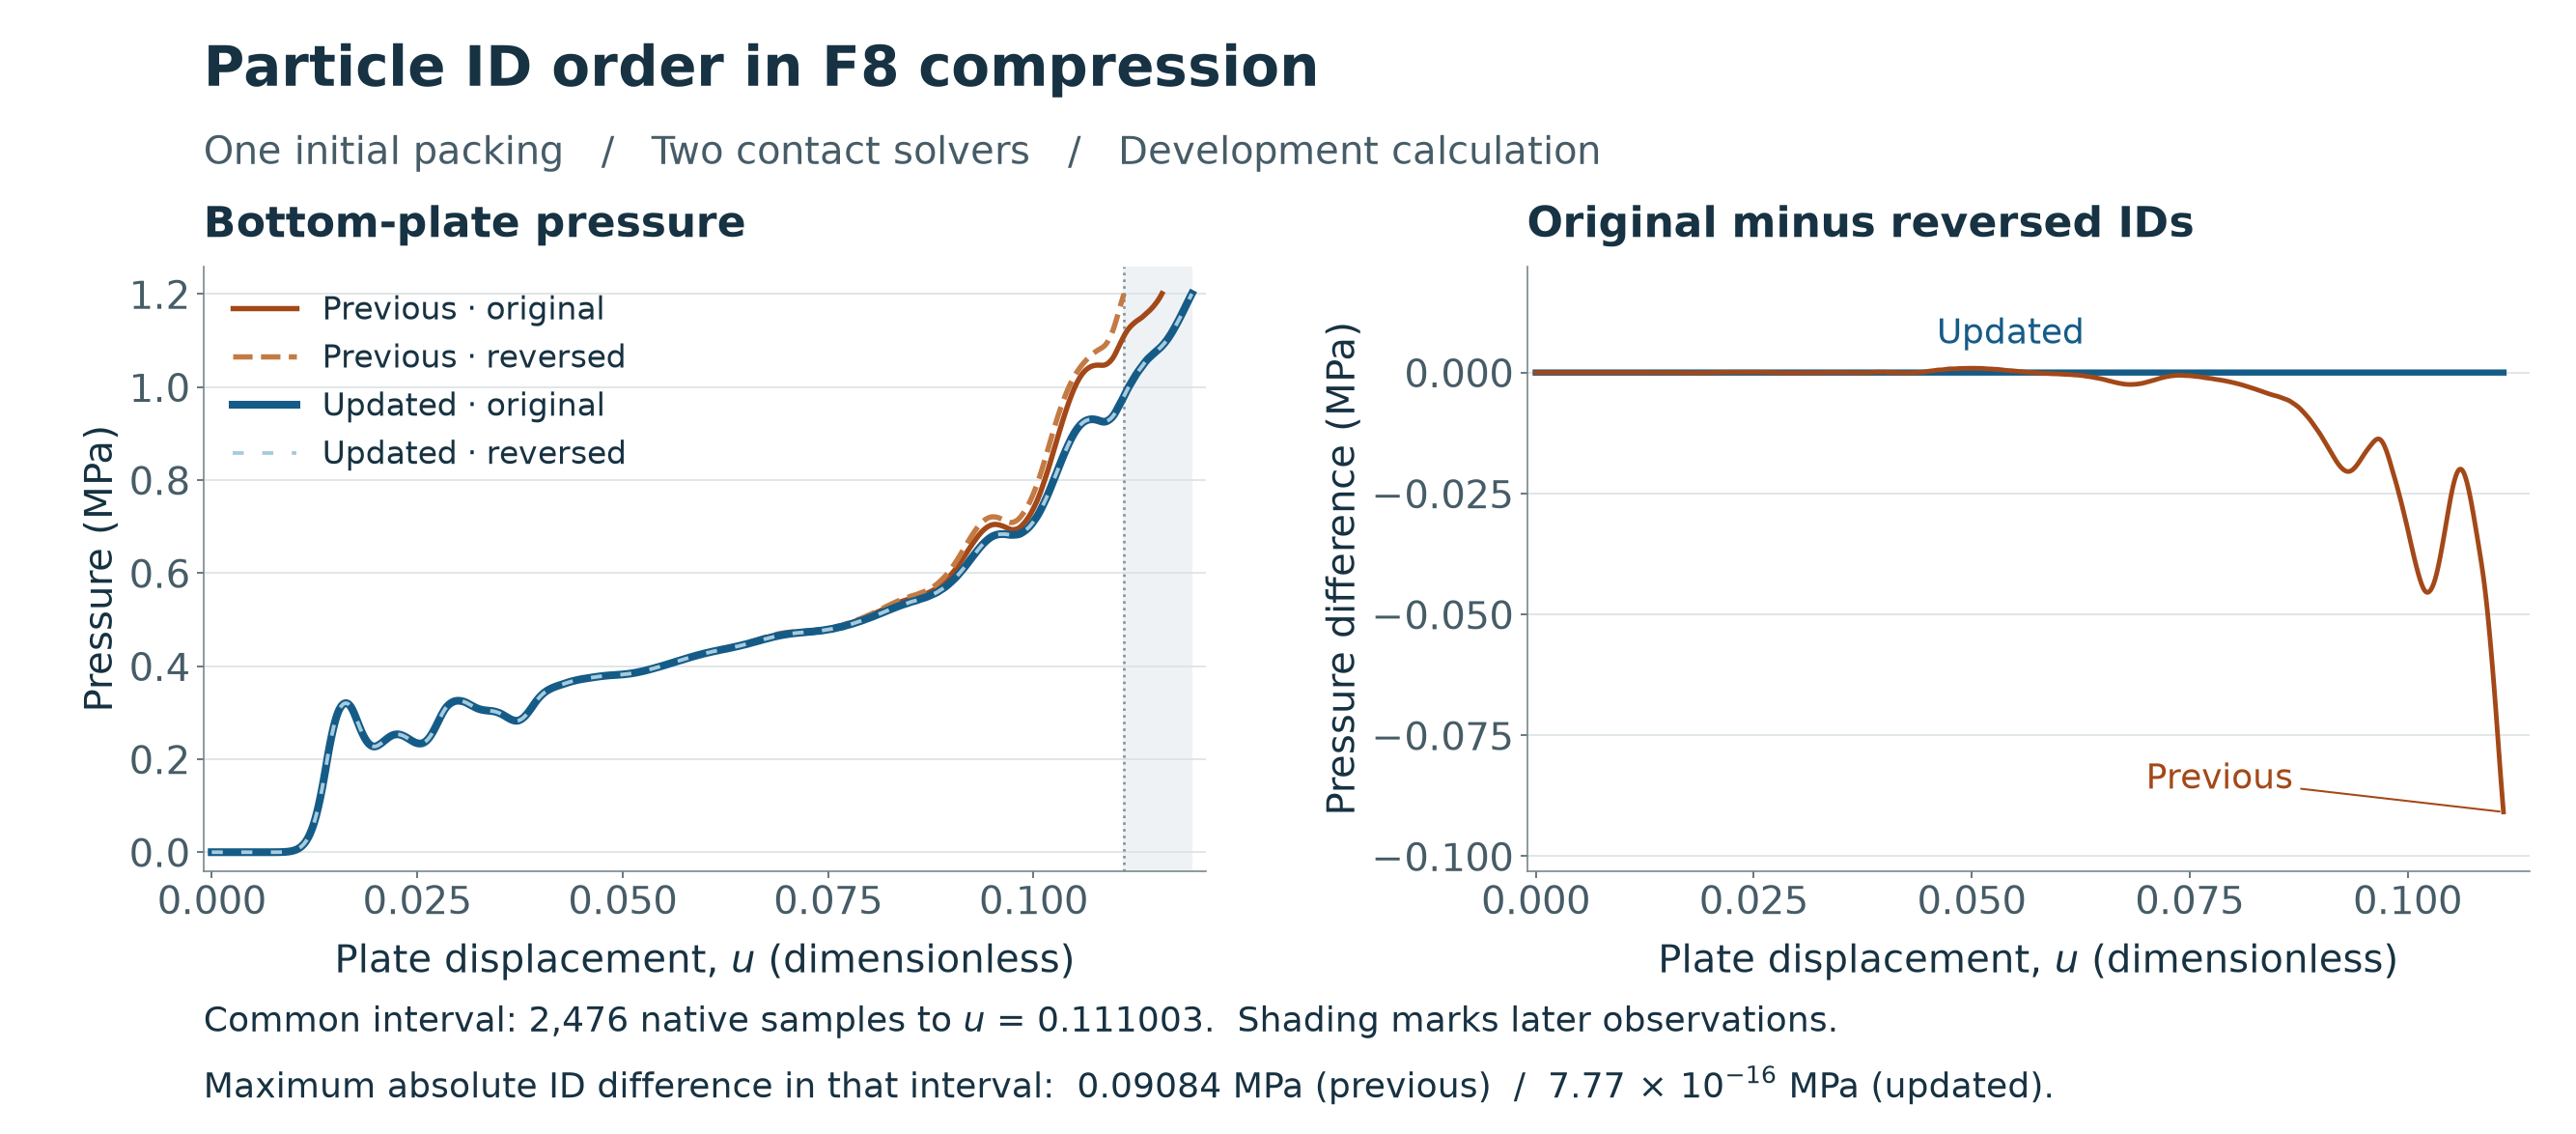 Particle ID order in F8 compression
One initial packing / Two contact solvers / Development calculation
Bottom-plate pressure
Pressure (MPa)
1.2
1.0
0.8
0.6
0.4
0.2
0.0
Previous · original
Previous · reversed
Updated · original
Updated · reversed
0.000 0.025 0.050 0.075 0.100
Plate displacement, u (dimensionless)
Original minus reversed IDs
Pressure difference (MPa)
0.000
−0.025
−0.050
−0.075
−0.100
Updated
Previous
0.000 0.025 0.050 0.075 0.100
Plate displacement, u (dimensionless)
Common interval: 2,476 native samples to u = 0.111003. Shading marks later observations.
Maximum absolute ID difference in that interval: 0.09084 MPa (previous) / 7.77 × 10⁻¹⁶ MPa (updated).